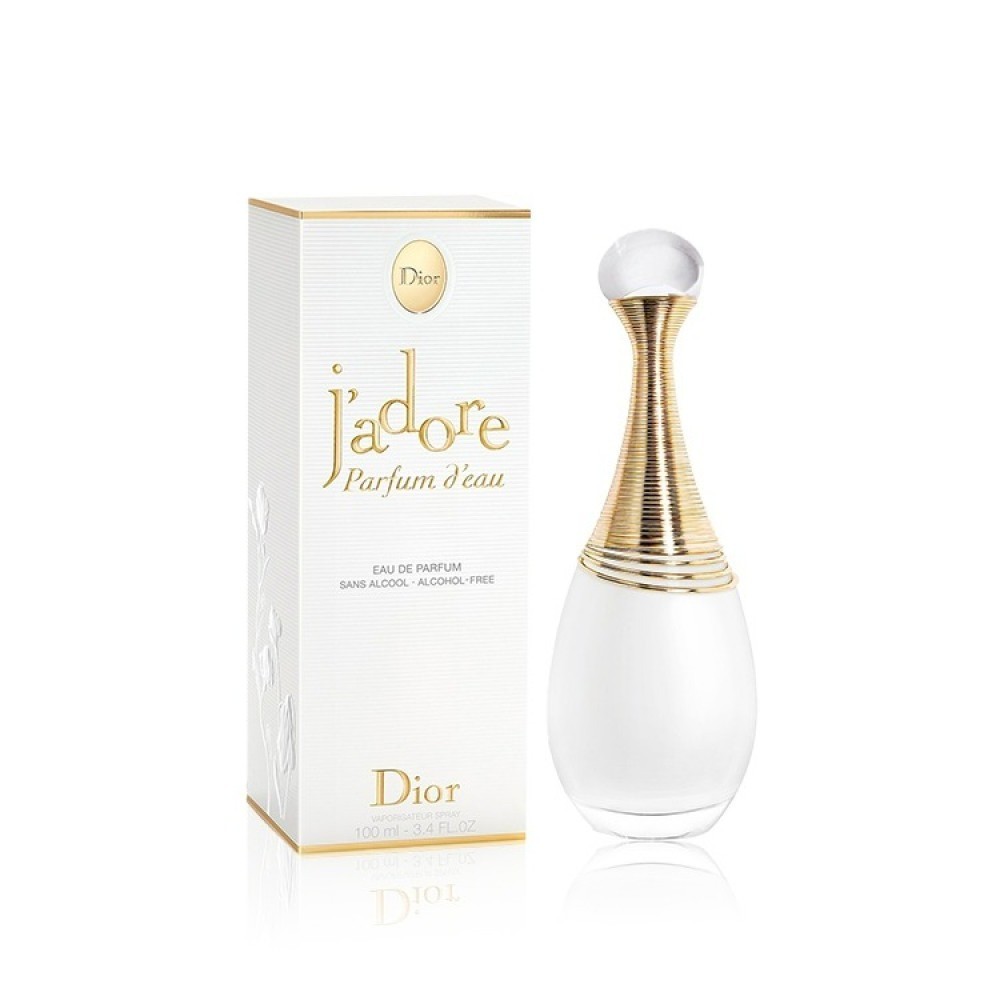 Dior
j'adore
Parfum d'eau
EAU DE PARFUM
SANS ALCOOL - ALCOHOL-FREE
Dior
VAPORISATEUR SPRAY
100 ml - 3.4 FL.OZ